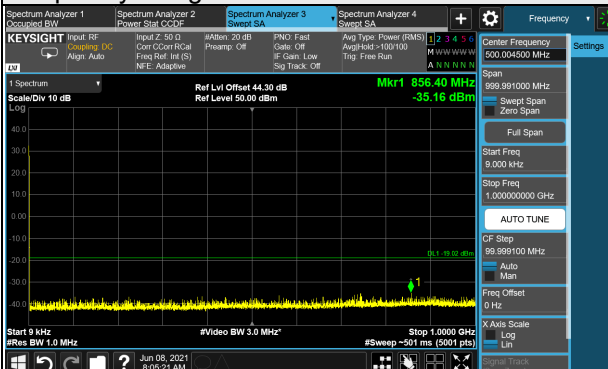 Spectrum Analyzer 1
Occupied BW
Spectrum Analyzer 2
Power Stat CCDF
Spectrum Analyzer 3
Swept SA
Spectrum Analyzer 4
Swept SA
+
Frequency
KEYSIGHT
Input: RF
Coupling: DC
Align: Auto
Input Z: 50 Ω
Corr CCorr RCal
Freq Ref: Int (S)
NFE: Adaptive
#Atten: 20 dB
Preamp: Off
PNO: Fast
Gate: Off
IF Gain: Low
Sig Track: Off
Avg Type: Power (RMS)
Avg|Hold:>100/100
Trig: Free Run
1 2 3 4 5 6
M W W W W W
A N N N N N
LXI
1 Spectrum
Scale/Div 10 dB
Log
Ref Lvl Offset 44.30 dB
Ref Level 50.00 dBm
Mkr1 856.40 MHz
-35.16 dBm
40.0
30.0
20.0
10.0
0.00
-10.0
-20.0
-30.0
-40.0
DL1 -19.02 dBm
1
Start 9 kHz
#Res BW 1.0 MHz
#Video BW 3.0 MHz*
Stop 1.0000 GHz
#Sweep ~501 ms (5001 pts)
Jun 08, 2021
8:05:21 AM
Center Frequency
500.004500 MHz
Settings
Span
999.991000 MHz
Swept Span
Zero Span
Full Span
Start Freq
9.000 kHz
Stop Freq
1.000000000 GHz
AUTO TUNE
CF Step
99.999100 MHz
Auto
Man
Freq Offset
0 Hz
X Axis Scale
Log
Lin
Signal Track